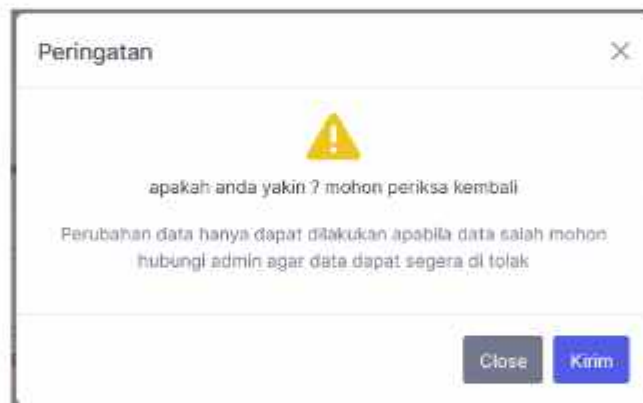 Peringatan
apakah anda yakin ? mohon periksa kembali
Perubahan data hanya dapat dilakukan apabila data salah mohon
hubungi admin agar data dapat segera di tolak
Close Kirim